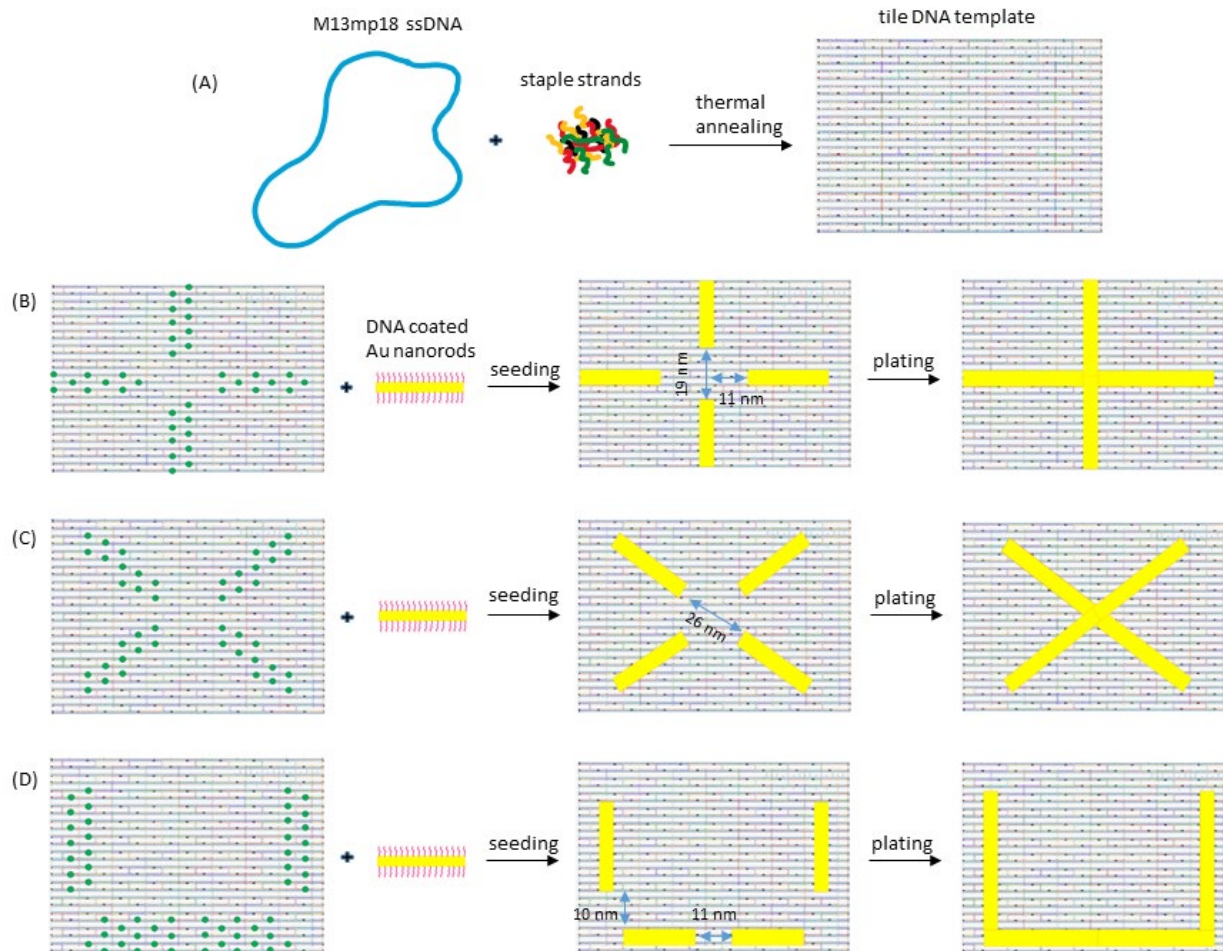 M13mp18 ssDNA
tile DNA template
(A)
staple strands
thermal
annealing
(B)
DNA coated
Au nanorods
seeding
19 nm
11 nm
plating
(C)
seeding
26 nm
plating
(D)
seeding
10 nm
11 nm
plating